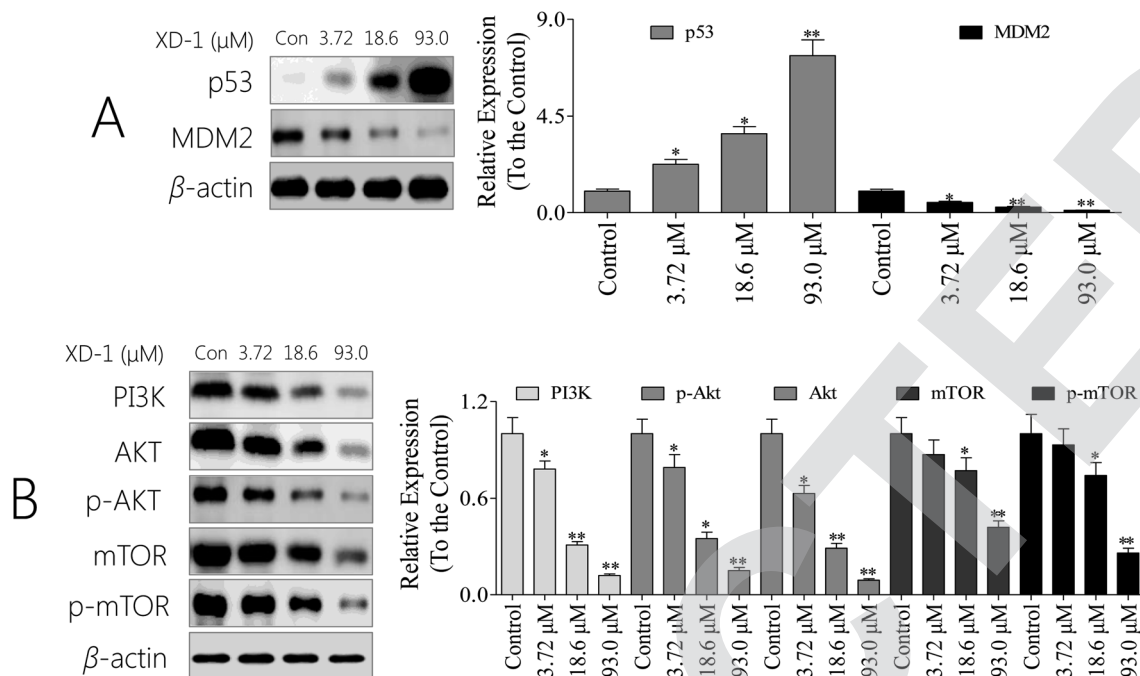 A
XD-1 (μM) Con 3.72 18.6 93.0
p53
MDM2
β-actin
Relative Expression
(To the Control)
9.0
4.5
0.0
p53 MDM2
* * ** * ** **
Control 3.72 μM 18.6 μM 93.0 μM Control 3.72 μM 18.6 μM 93.0 μM
B
XD-1 (μM) Con 3.72 18.6 93.0
PI3K
AKT
p-AKT
mTOR
p-mTOR
β-actin
Relative Expression
(To the Control)
1.2
0.6
0.0
PI3K p-Akt Akt mTOR p-mTOR
* ** ** * * ** * ** ** * ** * **
Control 3.72 μM 18.6 μM 93.0 μM Control 3.72 μM 18.6 μM 93.0 μM Control 3.72 μM 18.6 μM 93.0 μM Control 3.72 μM 18.6 μM 93.0 μM Control 3.72 μM 18.6 μM 93.0 μM
CTED